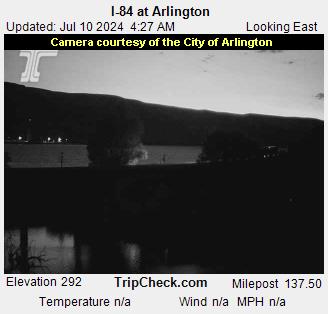 I-84 at Arlington
Updated: Jul 10 2024 4:27 AM Looking East
Camera courtesy of the City of Arlington
Elevation 292 TripCheck.com Milepost 137.50
Temperature n/a Wind n/a MPH n/a